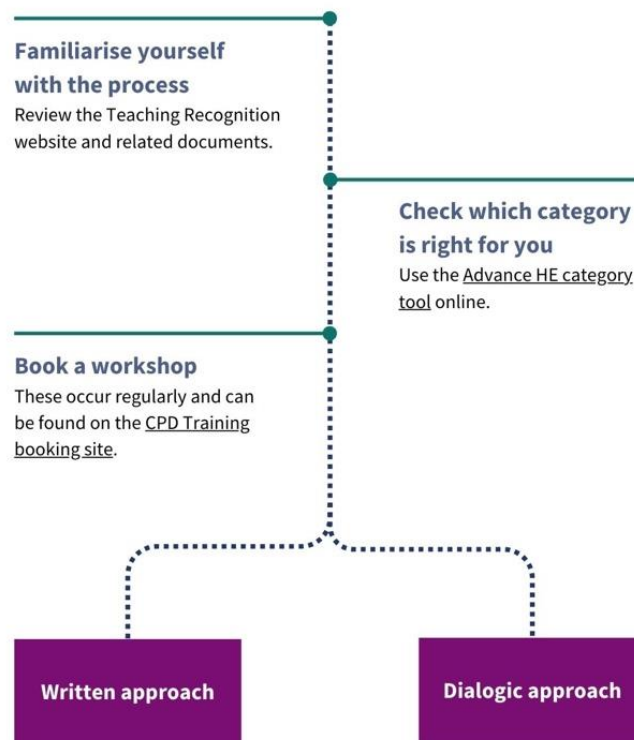 Familiarise yourself
with the process
Review the Teaching Recognition
website and related documents.
Check which category
is right for you
Use the Advance HE category
tool online.
Book a workshop
These occur regularly and can
be found on the CPD Training
booking site.
Written approach
Dialogic approach